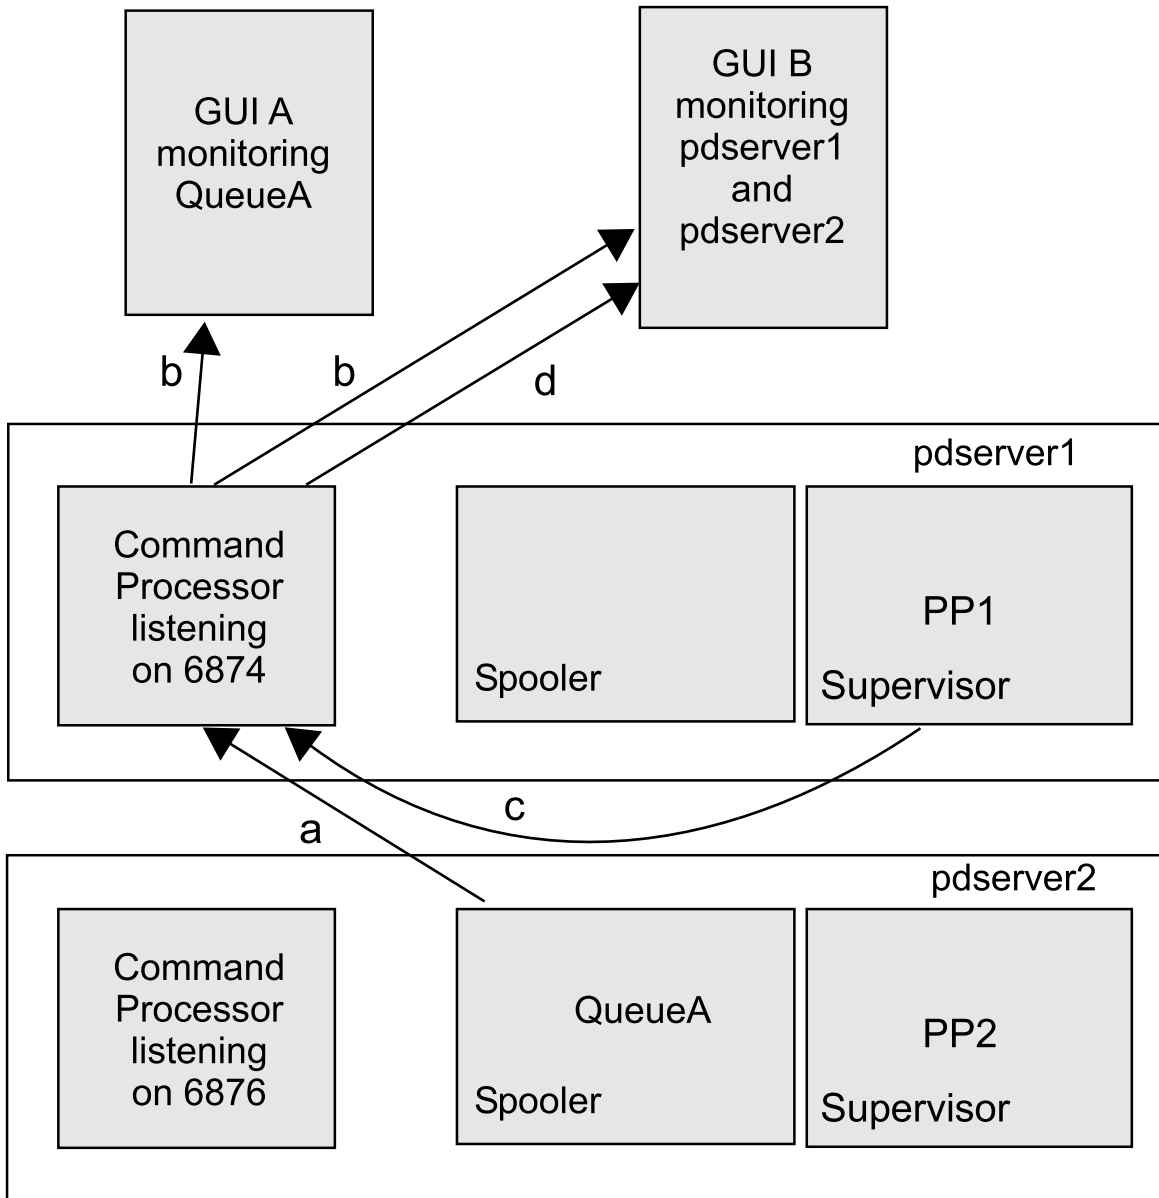 GUI A
monitoring
QueueA
GUI B
monitoring
pdserver1
and
pdserver2
b
b
d
pdserver1
Command
Processor
listening
on 6874
Spooler
PP1
Supervisor
a
c
pdserver2
Command
Processor
listening
on 6876
QueueA
Spooler
PP2
Supervisor